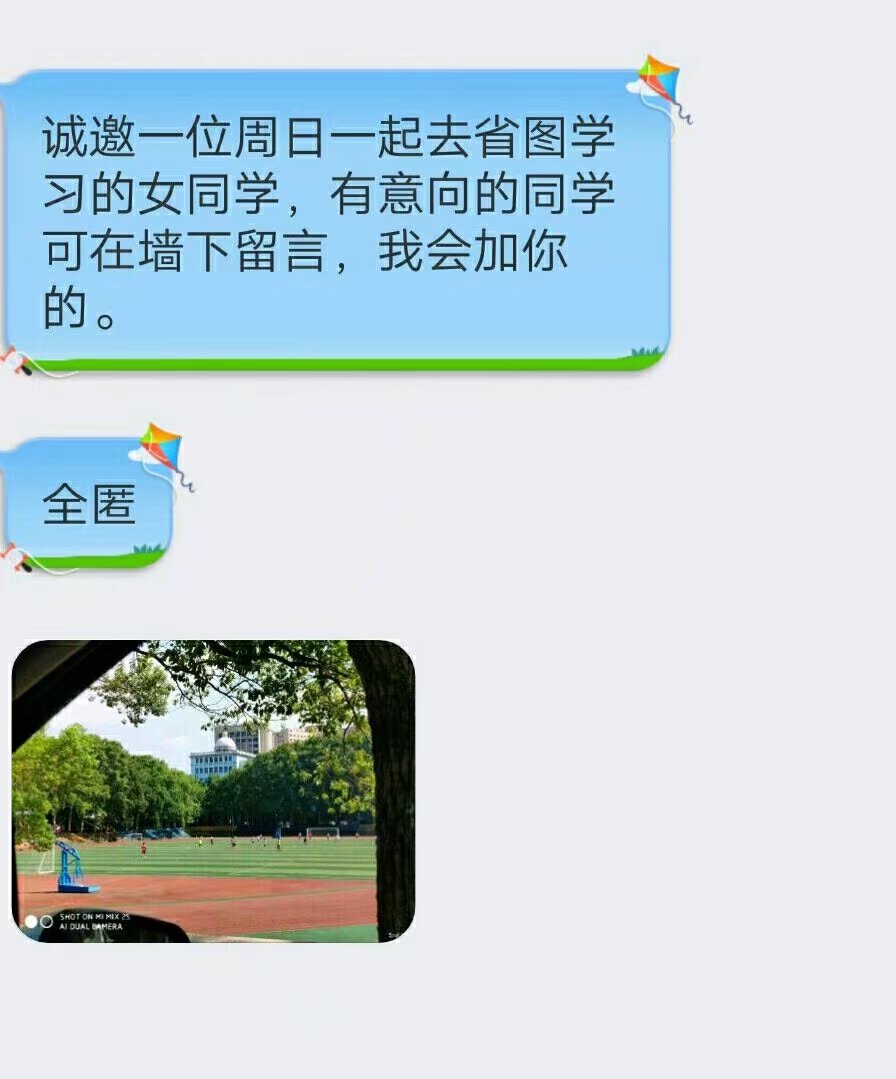 诚邀一位周日一起去省图学
习的女同学，有意向的同学
可在墙下留言，我会加你
的。
全匿
SHOT ON MI MIX 2S
AI DUAL CAMERA